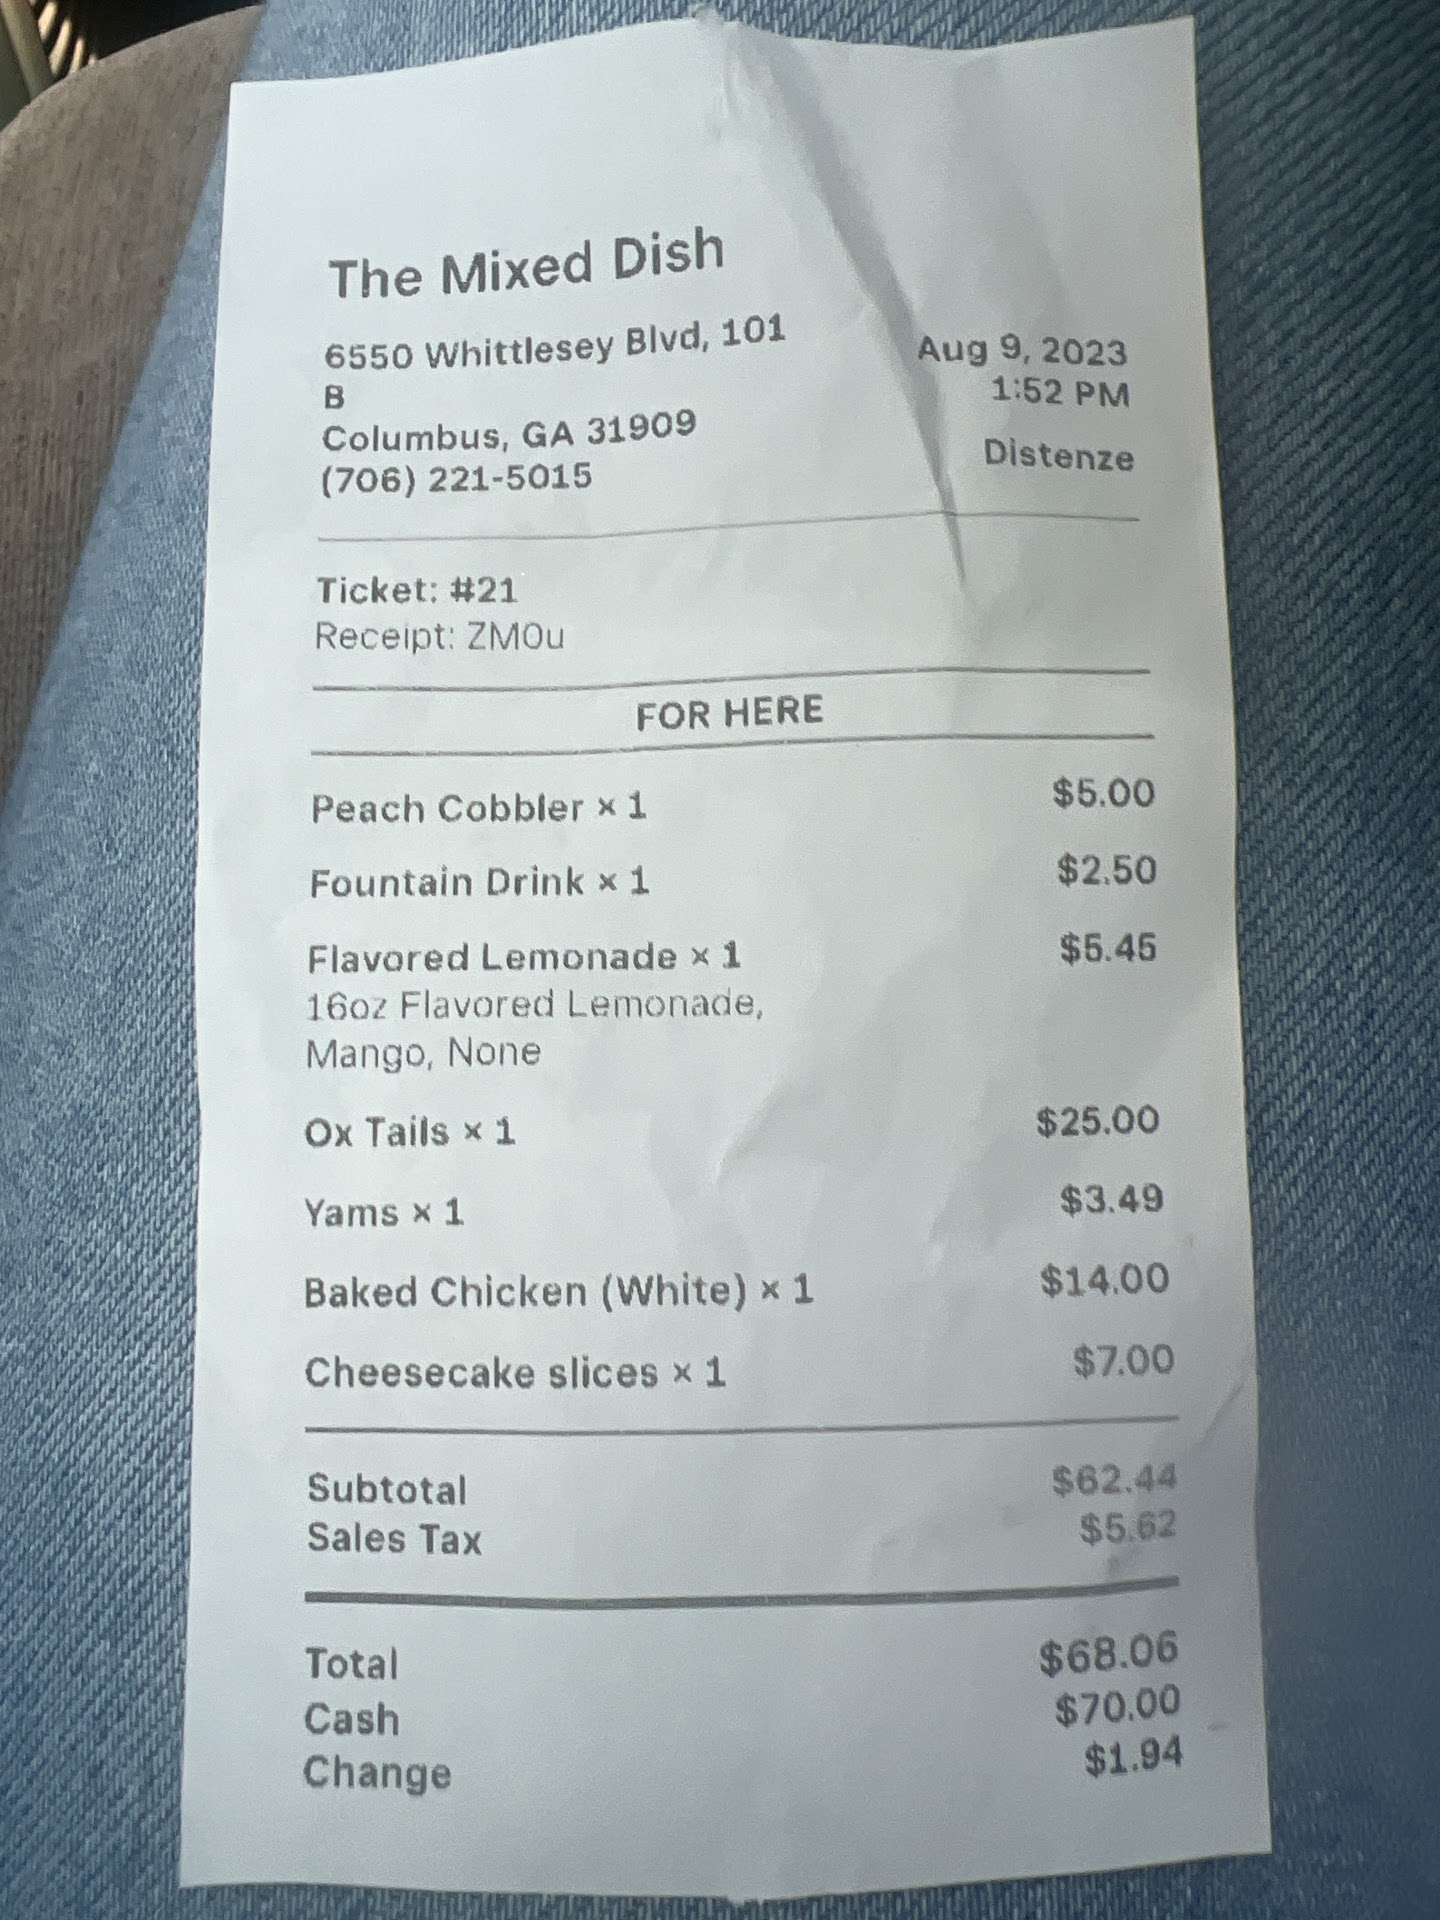 The Mixed Dish
6550 Whittlesey Blvd, 101
B
Columbus, GA 31909
(706) 221-5015
Aug 9, 2023
1:52 PM
Distenze
Ticket: #21
Receipt: ZM0u
FOR HERE
Peach Cobbler × 1 $5.00
Fountain Drink × 1 $2.50
Flavored Lemonade × 1 $5.45
16oz Flavored Lemonade,
Mango, None
Ox Tails × 1 $25.00
Yams × 1 $3.49
Baked Chicken (White) × 1 $14.00
Cheesecake slices × 1 $7.00
Subtotal $62.44
Sales Tax $5.62
Total $68.06
Cash $70.00
Change $1.94